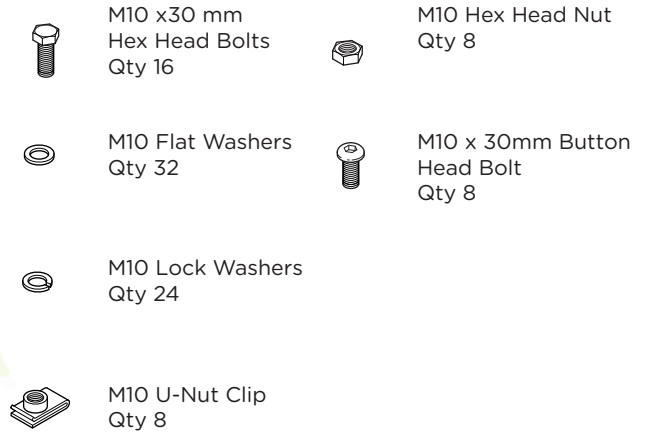 M10 x30 mm
Hex Head Bolts
Qty 16
M10 Hex Head Nut
Qty 8
M10 Flat Washers
Qty 32
M10 x 30mm Button
Head Bolt
Qty 8
M10 Lock Washers
Qty 24
M10 U-Nut Clip
Qty 8